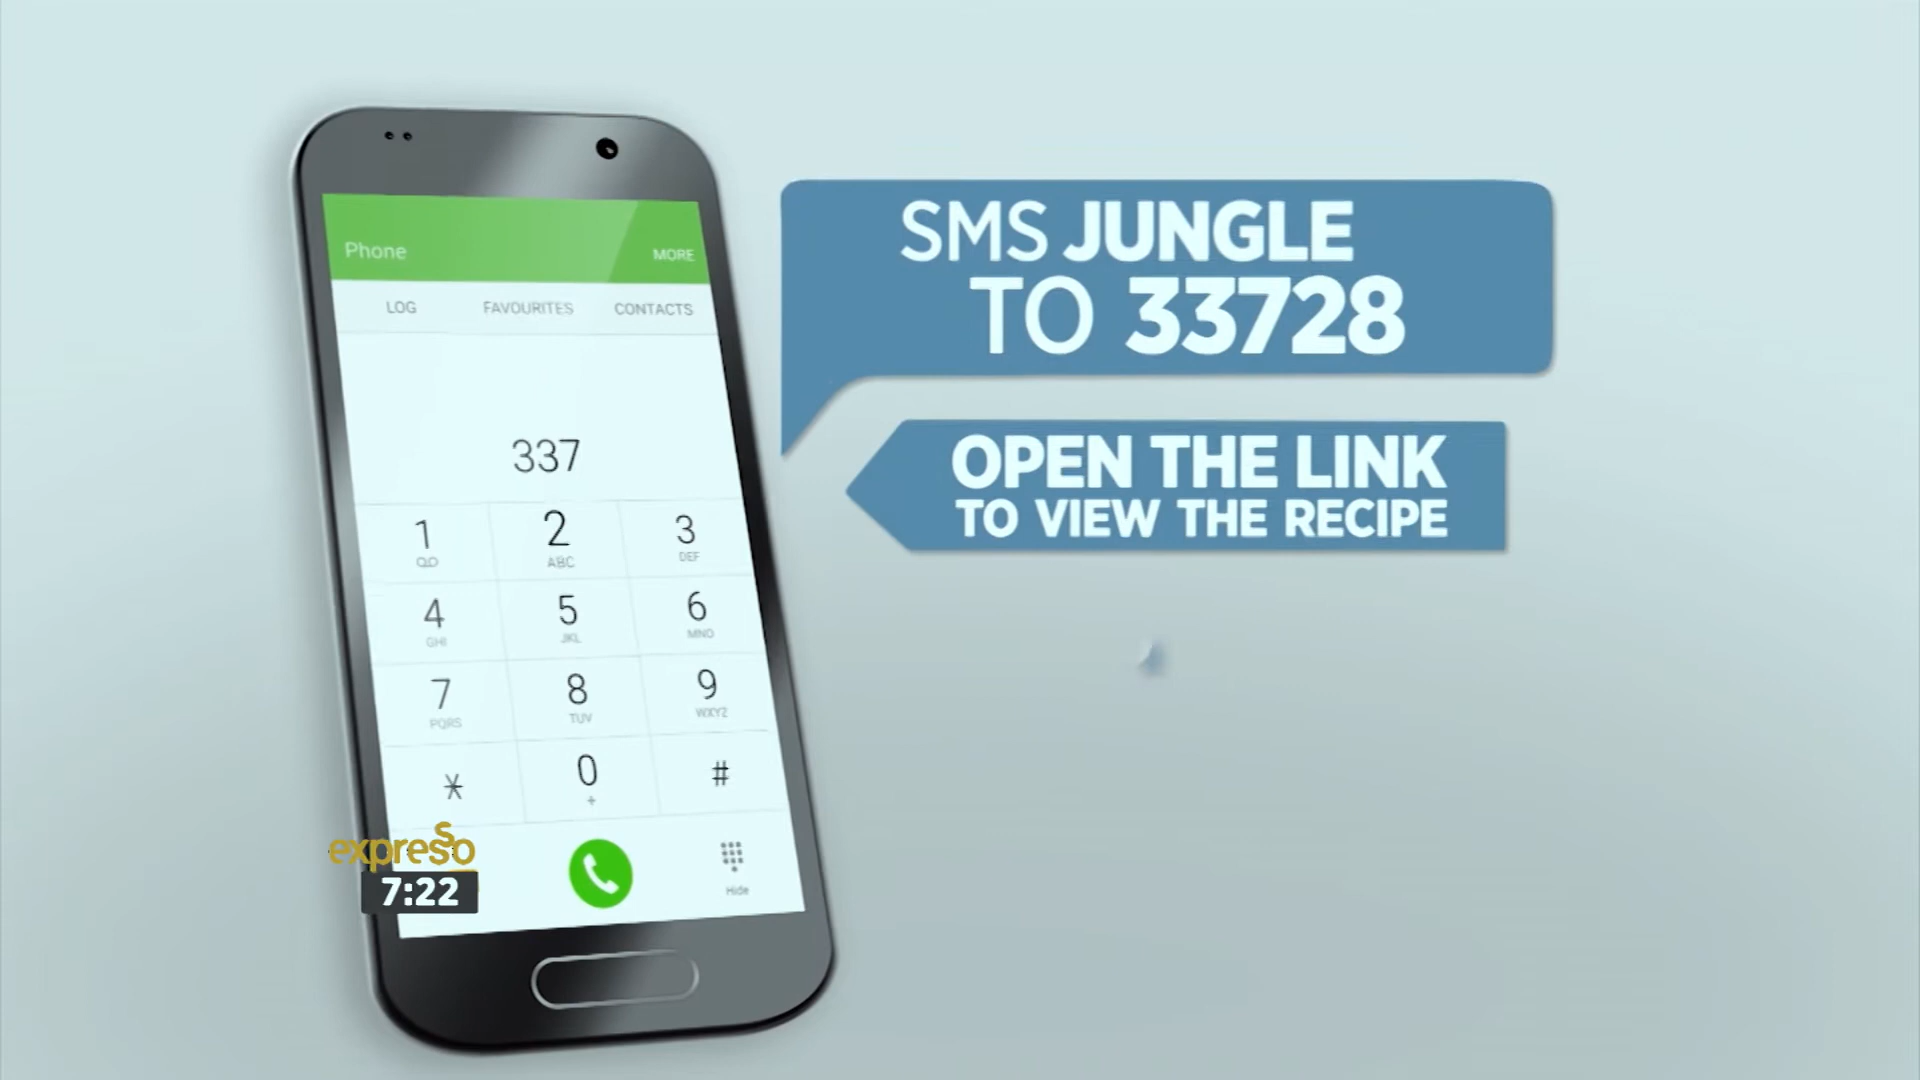 Phone
MORE
LOG FAVOURITES CONTACTS
337
1 2 3
ABC DEF
4 5 6
GHI JKL MNO
7 8 9
PQRS TUV WXYZ
* 0 #
+
Hide
expresso
7:22
SMS JUNGLE
TO 33728
OPEN THE LINK
TO VIEW THE RECIPE